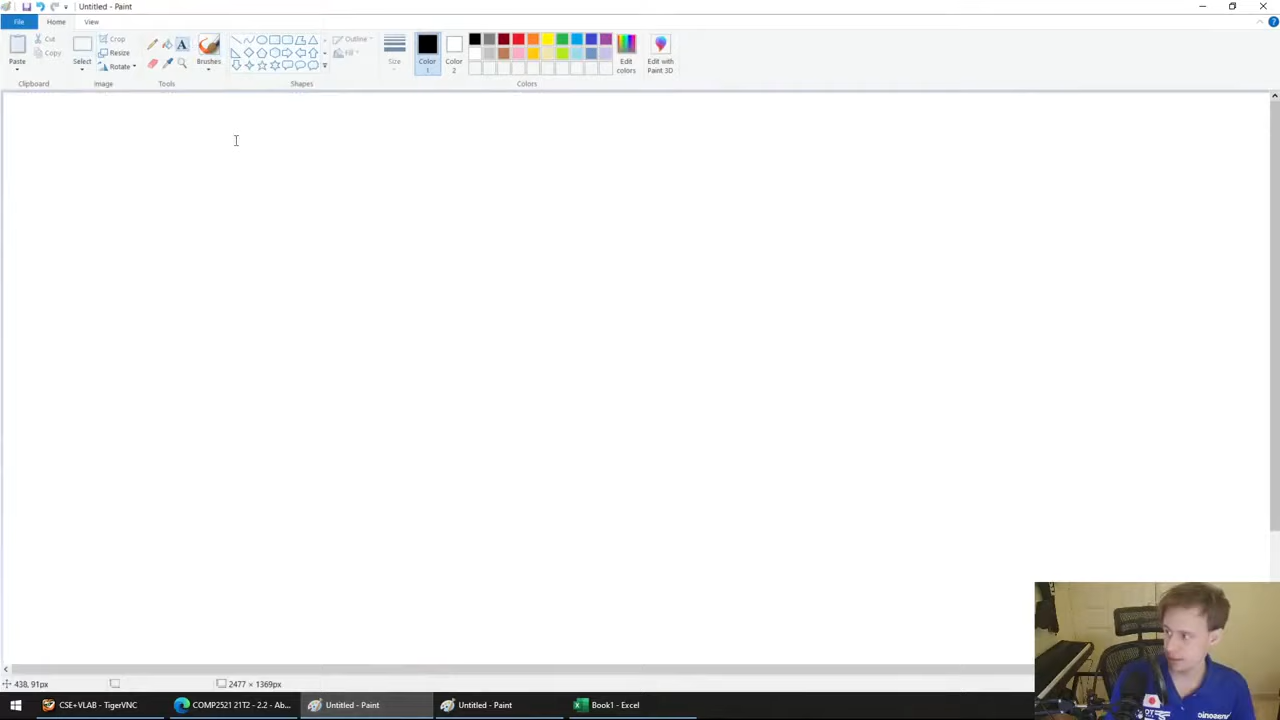 Untitled - Paint
File
Home
View
Paste
Cut
Copy
Clipboard
Select
Crop
Resize
Rotate
Image
A
Tools
Brushes
Outline
Fill
Shapes
Size
Color 1
Color 2
Edit colors
Colors
Edit with Paint 3D
438, 91px
2477 × 1369px
CSE+VLAB - TigerVNC
COMP2521 21T2 - 2.2 - Ab...
Untitled - Paint
Untitled - Paint
Book1 - Excel